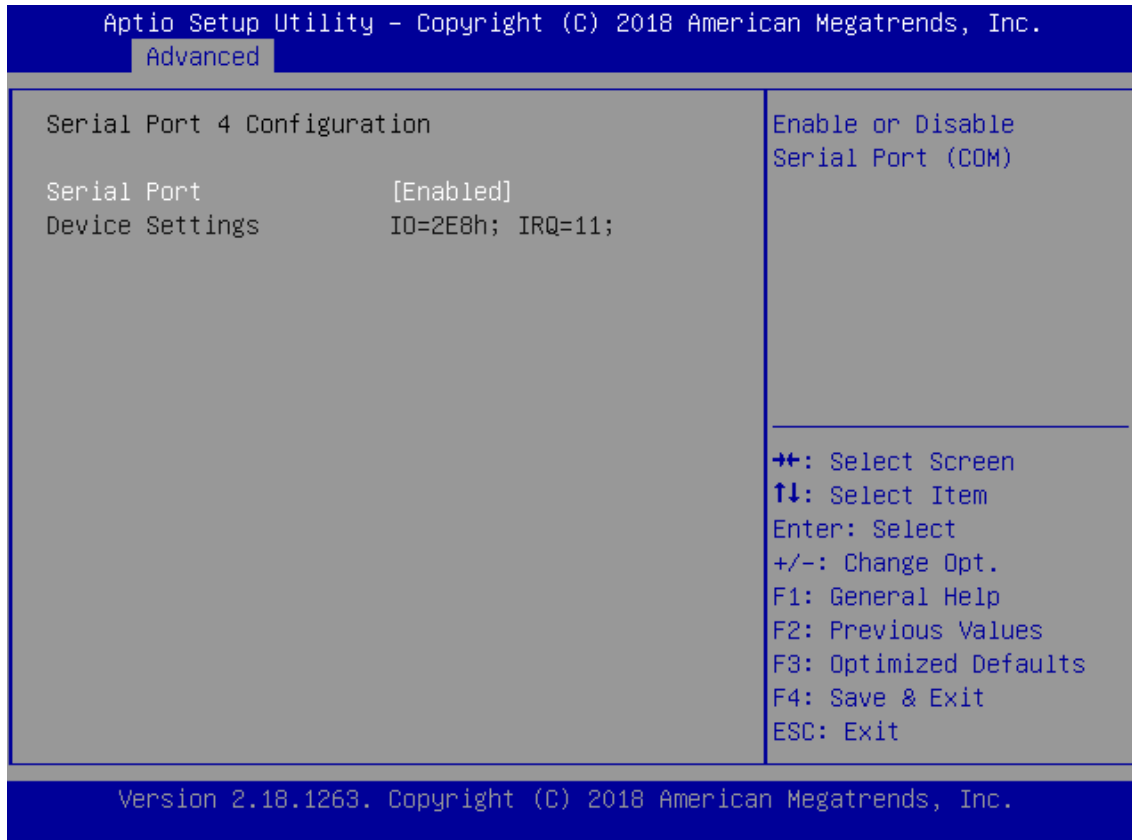 Aptio Setup Utility – Copyright (C) 2018 American Megatrends, Inc.
Advanced
Serial Port 4 Configuration
Serial Port [Enabled]
Device Settings IO=2E8h; IRQ=11;
Enable or Disable
Serial Port (COM)
→←: Select Screen
↑↓: Select Item
Enter: Select
+/-: Change Opt.
F1: General Help
F2: Previous Values
F3: Optimized Defaults
F4: Save & Exit
ESC: Exit
Version 2.18.1263. Copyright (C) 2018 American Megatrends, Inc.